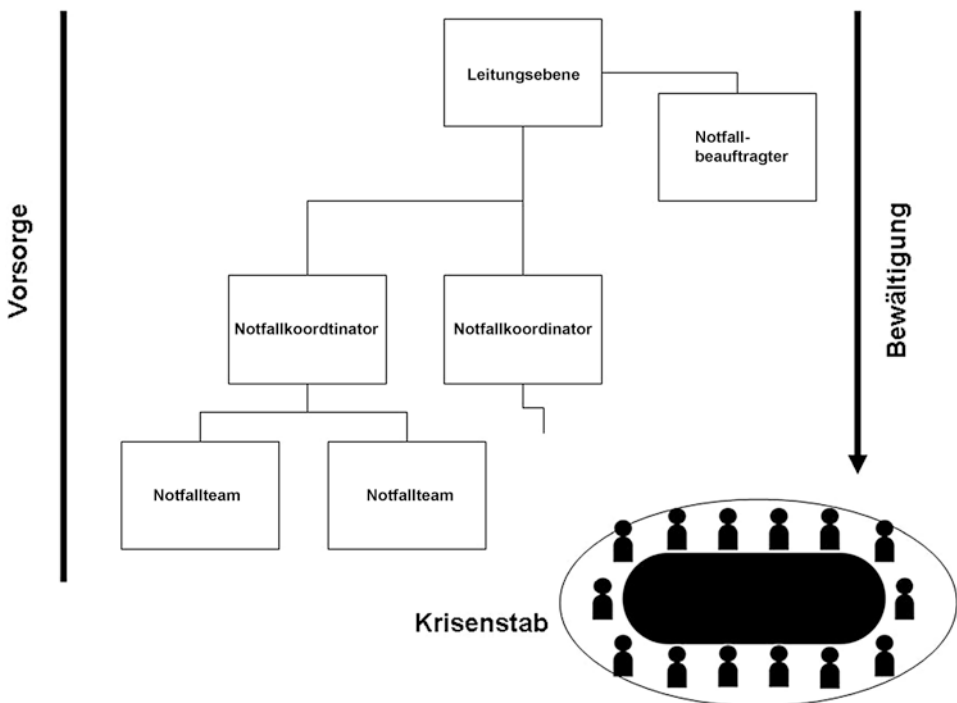 Leitungsebene
Notfall-
beauftragter
Vorsorge
Bewältigung
Notfallkoordtinator
Notfallkoordinator
Notfallteam
Notfallteam
Krisenstab